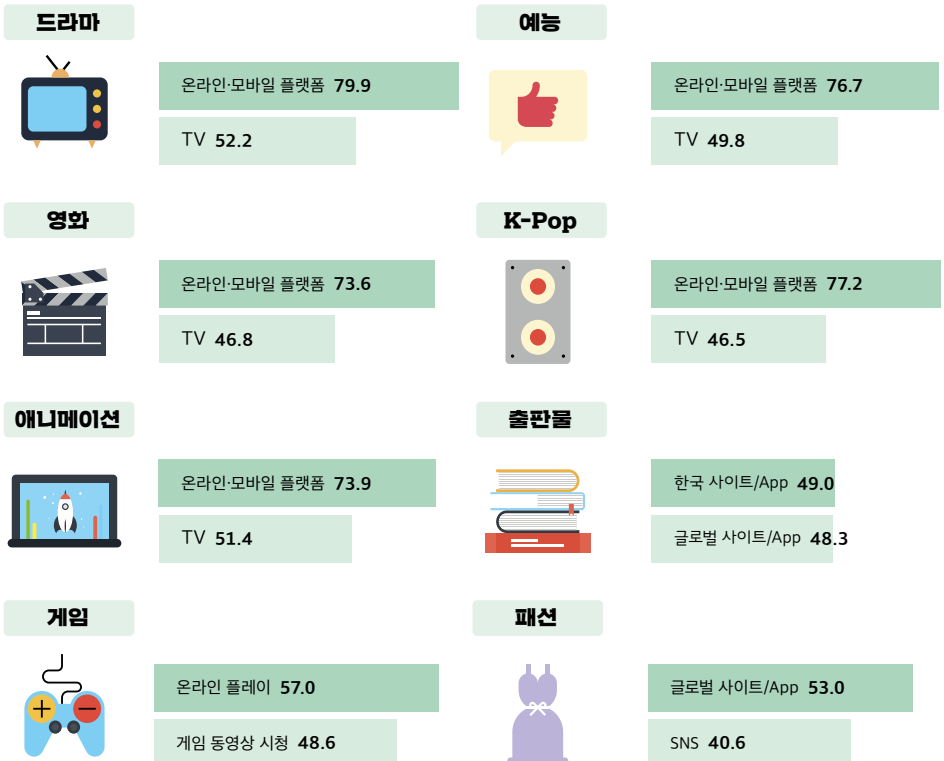 드라마
온라인·모바일 플랫폼 79.9
TV 52.2
예능
온라인·모바일 플랫폼 76.7
TV 49.8
영화
온라인·모바일 플랫폼 73.6
TV 46.8
K-Pop
온라인·모바일 플랫폼 77.2
TV 46.5
애니메이션
온라인·모바일 플랫폼 73.9
TV 51.4
출판물
한국 사이트/App 49.0
글로벌 사이트/App 48.3
게임
온라인 플레이 57.0
게임 동영상 시청 48.6
패션
글로벌 사이트/App 53.0
SNS 40.6